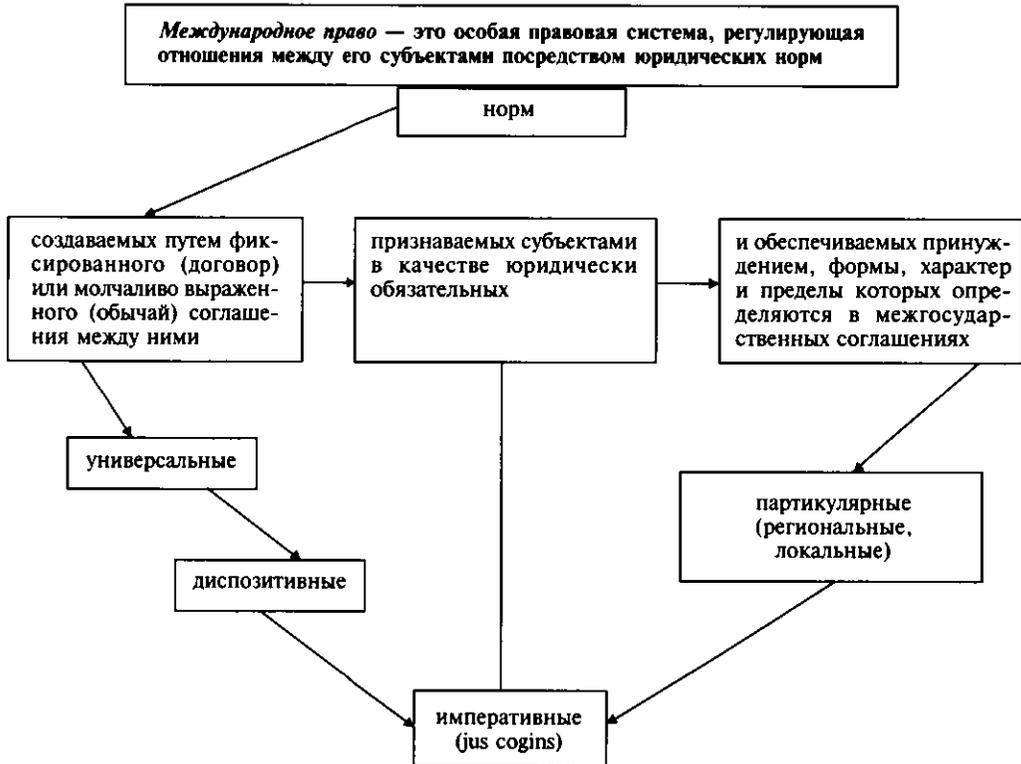 Международное право — это особая правовая система, регулирующая
отношения между его субъектами посредством юридических норм
норм
создаваемых путем фик-
сированного (договор)
или молчаливо выражен-
ного (обычай) соглаше-
ния между ними
признаваемых субъектами
в качестве юридически
обязательных
и обеспечиваемых принуж-
дением, формы, характер
и пределы которых опре-
деляются в межгосудар-
ственных соглашениях
универсальные
партикулярные
(региональные,
локальные)
диспозитивные
императивные
(jus cogins)